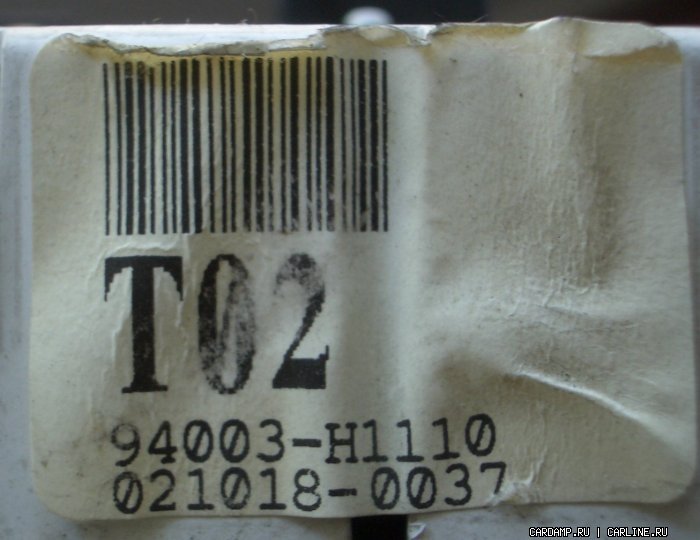 T02
94003-H1110
021018-0037
CARDAMP.RU | CARLINE.RU